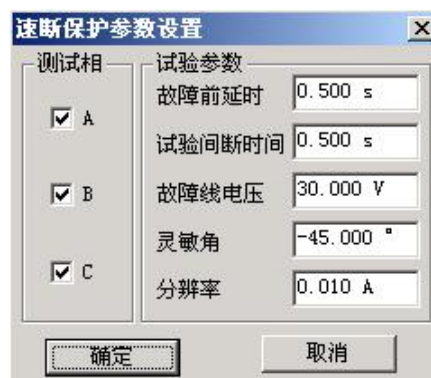 速断保护参数设置
测试相
A
B
C
试验参数
故障前延时 0.500 s
试验间断时间 0.500 s
故障线电压 30.000 V
灵敏角 -45.000 °
分辨率 0.010 A
确定 取消